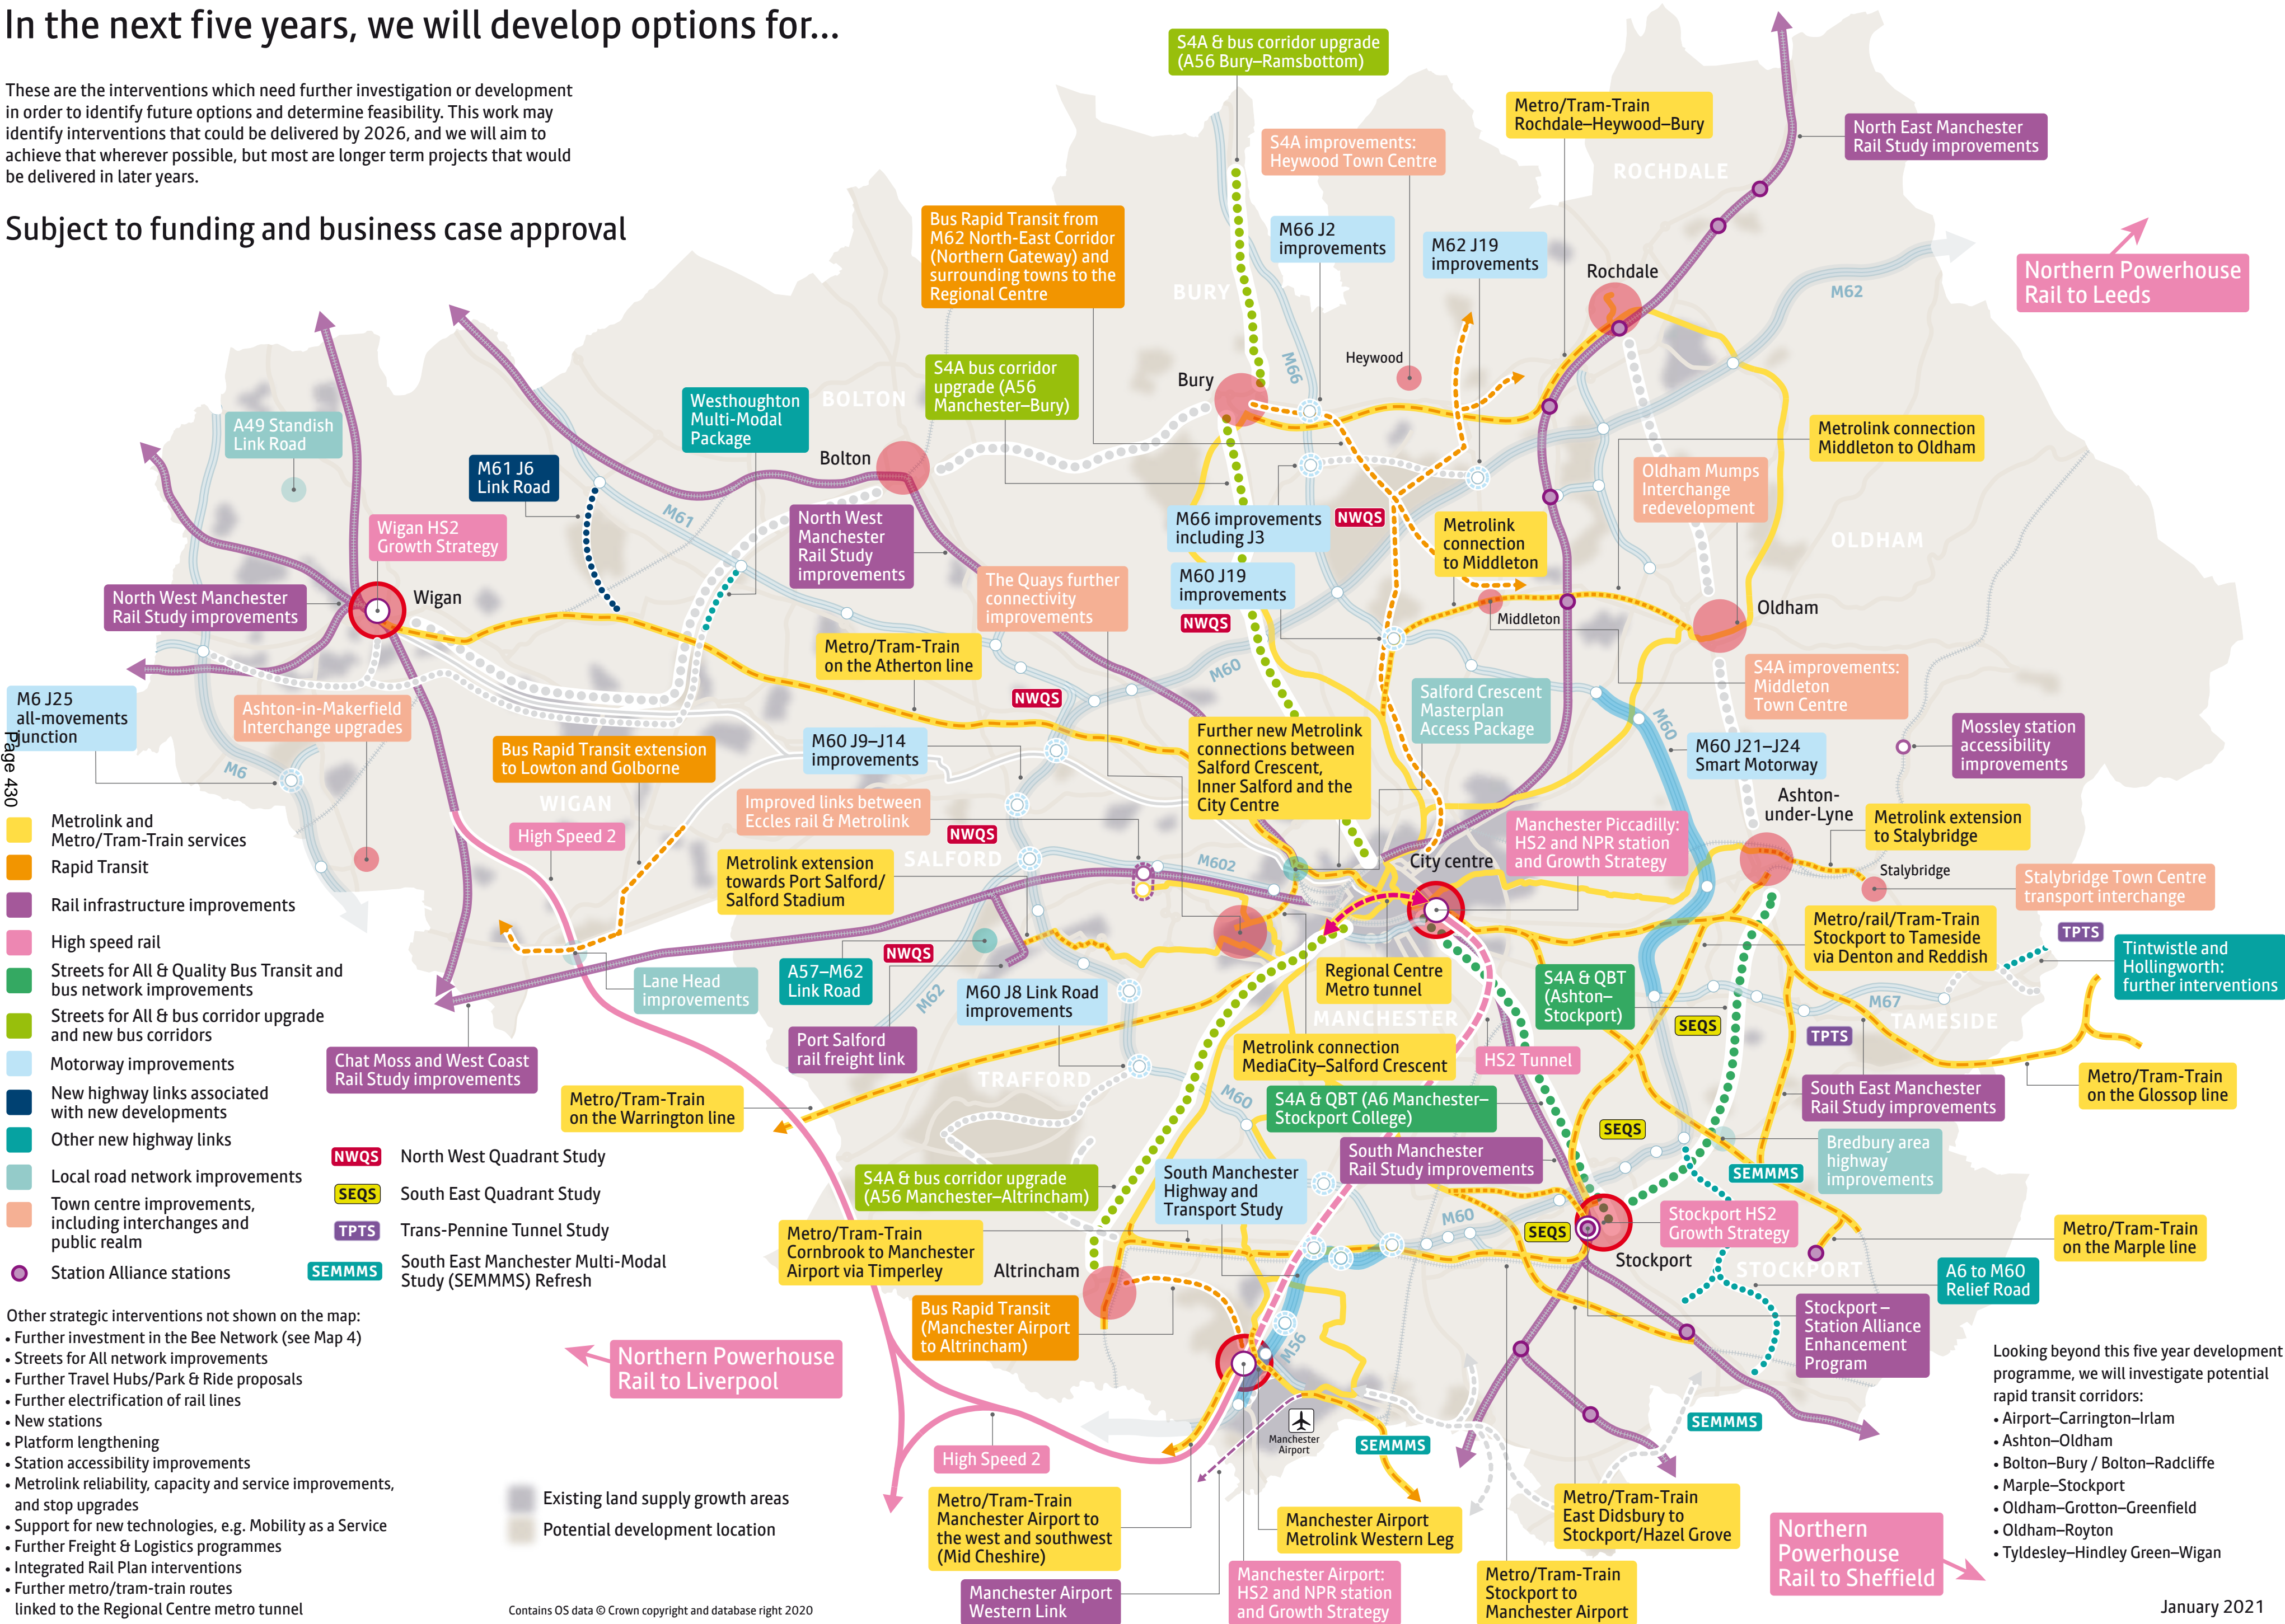 In the next five years, we will develop options for...
These are the interventions which need further investigation or development
in order to identify future options and determine feasibility. This work may
identify interventions that could be delivered by 2026, and we will aim to
achieve that wherever possible, but most are longer term projects that would
be delivered in later years.
Subject to funding and business case approval
S4A & bus corridor upgrade
(A56 Bury–Ramsbottom)
Metro/Tram-Train
Rochdale–Heywood–Bury
North East Manchester
Rail Study improvements
S4A improvements:
Heywood Town Centre
ROCHDALE
Bus Rapid Transit from
M62 North-East Corridor
(Northern Gateway) and
surrounding towns to the
Regional Centre
M66 J2
improvements
M62 J19
improvements
Rochdale
BURY
M62
Northern Powerhouse
Rail to Leeds
S4A bus corridor
upgrade (A56
Manchester–Bury)
Bury
M66
Heywood
A49 Standish
Link Road
Westhoughton
Multi-Modal
Package
BOLTON
Bolton
M61 J6
Link Road
M61
Metrolink connection
Middleton to Oldham
Oldham Mumps
Interchange
redevelopment
Wigan HS2
Growth Strategy
North West
Manchester
Rail Study
improvements
M66 improvements
including J3
NWQS
Metrolink
connection
to Middleton
OLDHAM
North West Manchester
Rail Study improvements
Wigan
The Quays further
connectivity
improvements
M60 J19
improvements
NWQS
Middleton
Oldham
Metro/Tram-Train
on the Atherton line
M60
S4A improvements:
Middleton
Town Centre
M6 J25
all-movements
junction
Page 430
Ashton-in-Makerfield
Interchange upgrades
NWQS
Salford Crescent
Masterplan
Access Package
M60
Mossley station
accessibility
improvements
Bus Rapid Transit extension
to Lowton and Golborne
M60 J9–J14
improvements
Further new Metrolink
connections between
Salford Crescent,
Inner Salford and the
City Centre
M60 J21–J24
Smart Motorway
M6
WIGAN
High Speed 2
Improved links between
Eccles rail & Metrolink
NWQS
Ashton-
under-Lyne
Metrolink extension
to Stalybridge
Manchester Piccadilly:
HS2 and NPR station
and Growth Strategy
SALFORD
M602
City centre
Metrolink extension
towards Port Salford/
Salford Stadium
Stalybridge
Stalybridge Town Centre
transport interchange
Metro/rail/Tram-Train
Stockport to Tameside
via Denton and Reddish
TPTS
Tintwistle and
Hollingworth:
further interventions
NWQS
A57–M62
Link Road
Lane Head
improvements
M62
M60 J8 Link Road
improvements
Regional Centre
Metro tunnel
S4A & QBT
(Ashton–
Stockport)
MANCHESTER
SEQS
M67
TAMESIDE
TPTS
Port Salford
rail freight link
Metrolink connection
MediaCity–Salford Crescent
HS2 Tunnel
Chat Moss and West Coast
Rail Study improvements
TRAFFORD
Metro/Tram-Train
on the Warrington line
M60
S4A & QBT (A6 Manchester–
Stockport College)
South East Manchester
Rail Study improvements
Metro/Tram-Train
on the Glossop line
SEQS
South Manchester
Rail Study improvements
Bredbury area
highway
improvements
SEMMMS
S4A & bus corridor upgrade
(A56 Manchester–Altrincham)
South Manchester
Highway and
Transport Study
M60
SEQS
Stockport HS2
Growth Strategy
Metro/Tram-Train
on the Marple line
Metro/Tram-Train
Cornbrook to Manchester
Airport via Timperley
Altrincham
Stockport
STOCKPORT
A6 to M60
Relief Road
Bus Rapid Transit
(Manchester Airport
to Altrincham)
Stockport –
Station Alliance
Enhancement
Program
M56
Northern Powerhouse
Rail to Liverpool
Manchester
Airport
SEMMMS
SEMMMS
High Speed 2
Metro/Tram-Train
Manchester Airport to
the west and southwest
(Mid Cheshire)
Manchester Airport
Metrolink Western Leg
Metro/Tram-Train
East Didsbury to
Stockport/Hazel Grove
Northern
Powerhouse
Rail to Sheffield
Manchester Airport
Western Link
Manchester Airport:
HS2 and NPR station
and Growth Strategy
Metro/Tram-Train
Stockport to
Manchester Airport
Metrolink and
Metro/Tram-Train services
Rapid Transit
Rail infrastructure improvements
High speed rail
Streets for All & Quality Bus Transit and
bus network improvements
Streets for All & bus corridor upgrade
and new bus corridors
Motorway improvements
New highway links associated
with new developments
Other new highway links
Local road network improvements
Town centre improvements,
including interchanges and
public realm
Station Alliance stations
NWQS North West Quadrant Study
SEQS South East Quadrant Study
TPTS Trans-Pennine Tunnel Study
SEMMMS South East Manchester Multi-Modal
Study (SEMMMS) Refresh
Other strategic interventions not shown on the map:
• Further investment in the Bee Network (see Map 4)
• Streets for All network improvements
• Further Travel Hubs/Park & Ride proposals
• Further electrification of rail lines
• New stations
• Platform lengthening
• Station accessibility improvements
• Metrolink reliability, capacity and service improvements,
and stop upgrades
• Support for new technologies, e.g. Mobility as a Service
• Further Freight & Logistics programmes
• Integrated Rail Plan interventions
• Further metro/tram-train routes
linked to the Regional Centre metro tunnel
Existing land supply growth areas
Potential development location
Contains OS data © Crown copyright and database right 2020
Looking beyond this five year development
programme, we will investigate potential
rapid transit corridors:
• Airport–Carrington–Irlam
• Ashton–Oldham
• Bolton–Bury / Bolton–Radcliffe
• Marple–Stockport
• Oldham–Grotton–Greenfield
• Oldham–Royton
• Tyldesley–Hindley Green–Wigan
January 2021